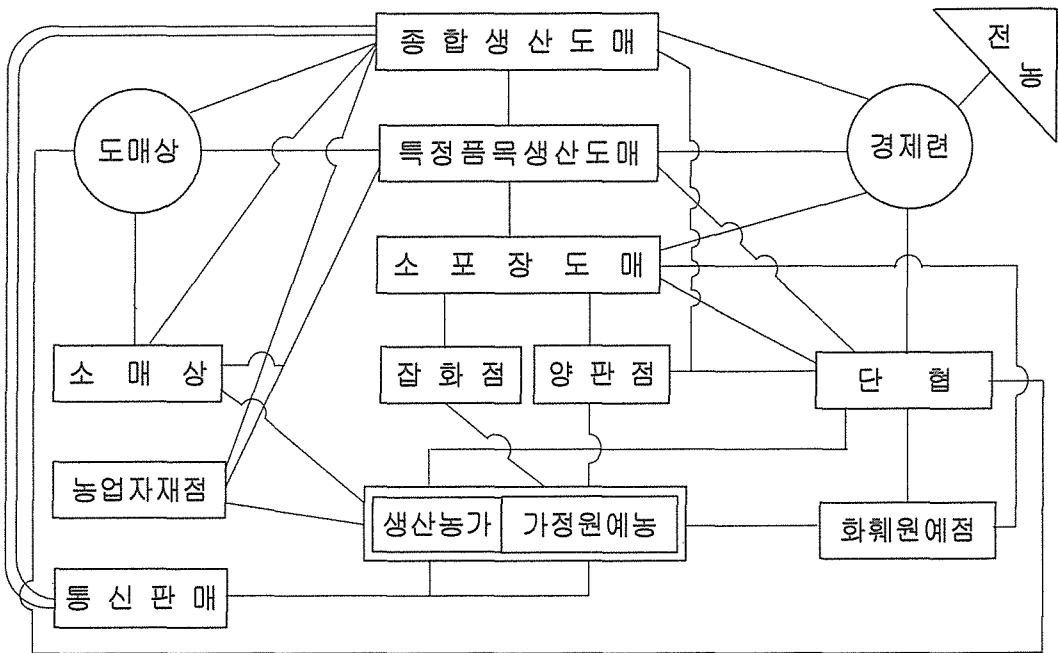 종합생산도매
전농
도매상
특정품목생산도매
경제련
소포장도매
소매상
잡화점
양판점
단협
농업자재점
생산농가
가정원예농
화훼원예점
통신판매